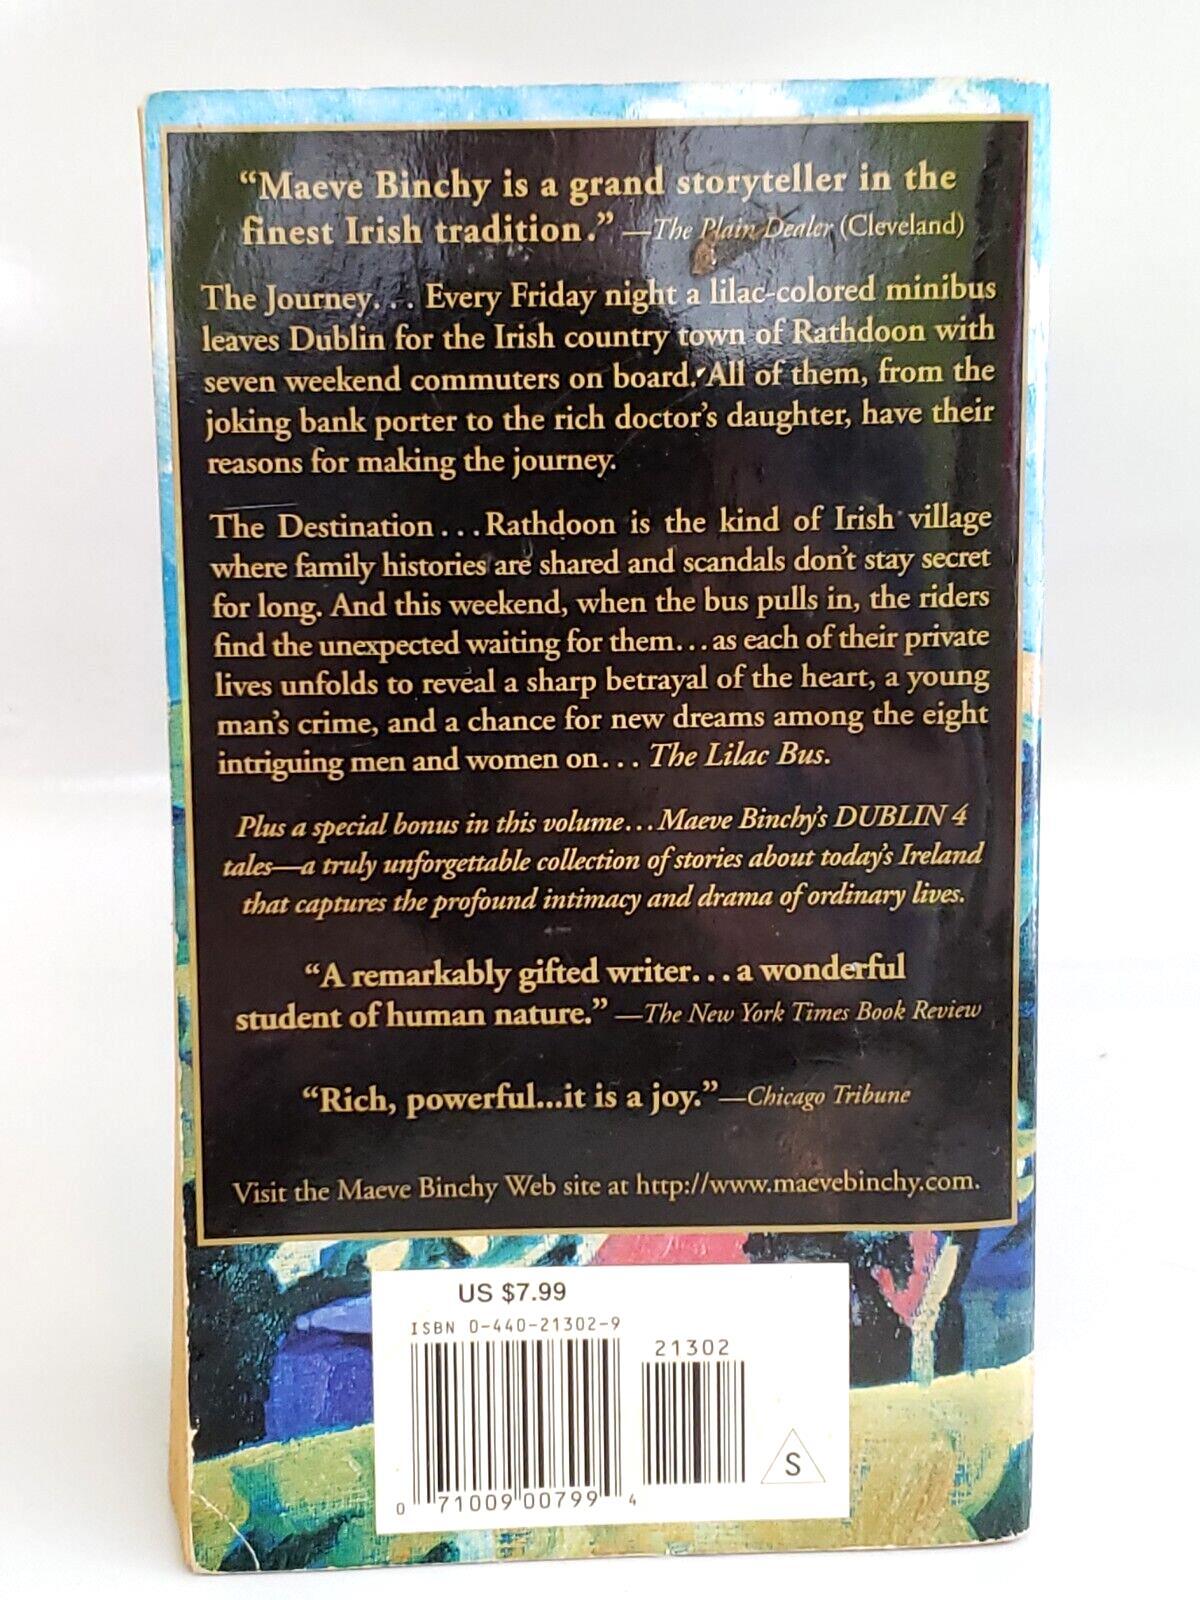 “Maeve Binchy is a grand storyteller in the
finest Irish tradition.” —The Plain Dealer (Cleveland)
The Journey... Every Friday night a lilac-colored minibus
leaves Dublin for the Irish country town of Rathdoon with
seven weekend commuters on board. All of them, from the
joking bank porter to the rich doctor’s daughter, have their
reasons for making the journey.
The Destination...Rathdoon is the kind of Irish village
where family histories are shared and scandals don’t stay secret
for long. And this weekend, when the bus pulls in, the riders
find the unexpected waiting for them...as each of their private
lives unfolds to reveal a sharp betrayal of the heart, a young
man’s crime, and a chance for new dreams among the eight
intriguing men and women on... The Lilac Bus.
Plus a special bonus in this volume...Maeve Binchy’s DUBLIN 4
tales—a truly unforgettable collection of stories about today’s Ireland
that captures the profound intimacy and drama of ordinary lives.
“A remarkably gifted writer...a wonderful
student of human nature.” —The New York Times Book Review
“Rich, powerful...it is a joy.”—Chicago Tribune
Visit the Maeve Binchy Web site at http://www.maevebinchy.com.
US $7.99
ISBN 0-440-21302-9
21302
S
0 71009 00799 4